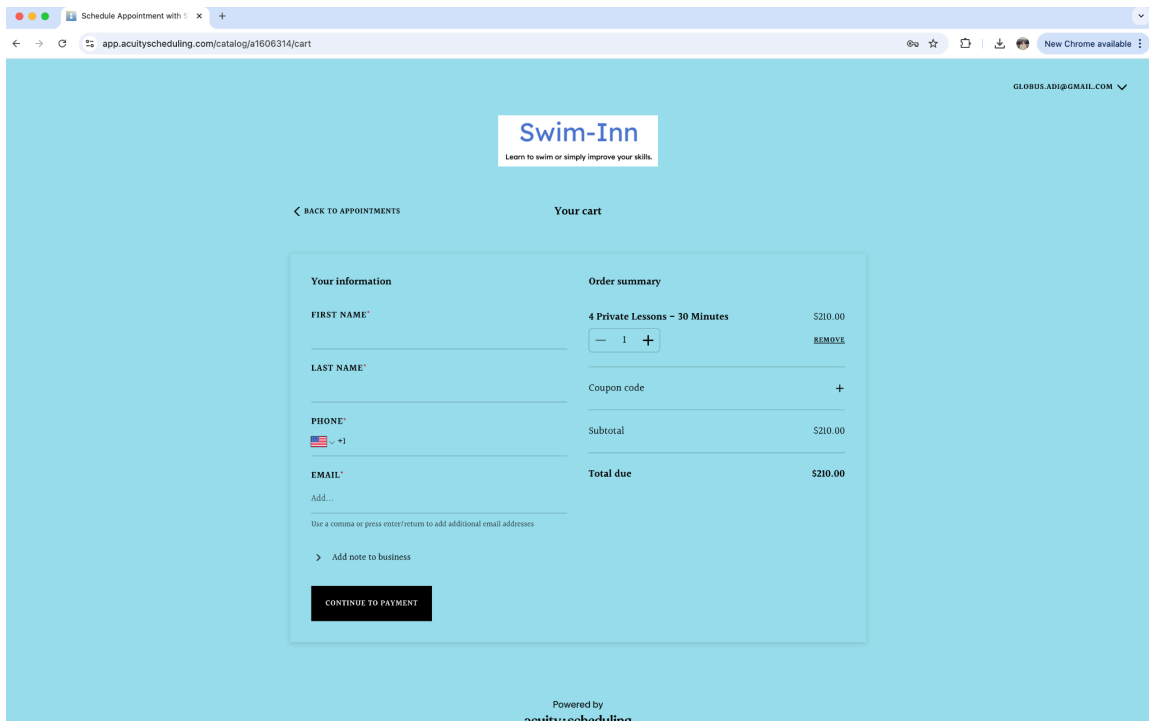 Schedule Appointment with S
app.acuityscheduling.com/catalog/a1606314/cart
New Chrome available
GLOBUS.ADI@GMAIL.COM
Swim-Inn
Learn to swim or simply improve your skills.
BACK TO APPOINTMENTS
Your cart
Your information
FIRST NAME*
LAST NAME*
PHONE*
+1
EMAIL*
Add...
Use a comma or press enter/return to add additional email addresses
Add note to business
CONTINUE TO PAYMENT
Order summary
4 Private Lessons - 30 Minutes $210.00
1 REMOVE
Coupon code
Subtotal $210.00
Total due $210.00
Powered by
acuity:scheduling